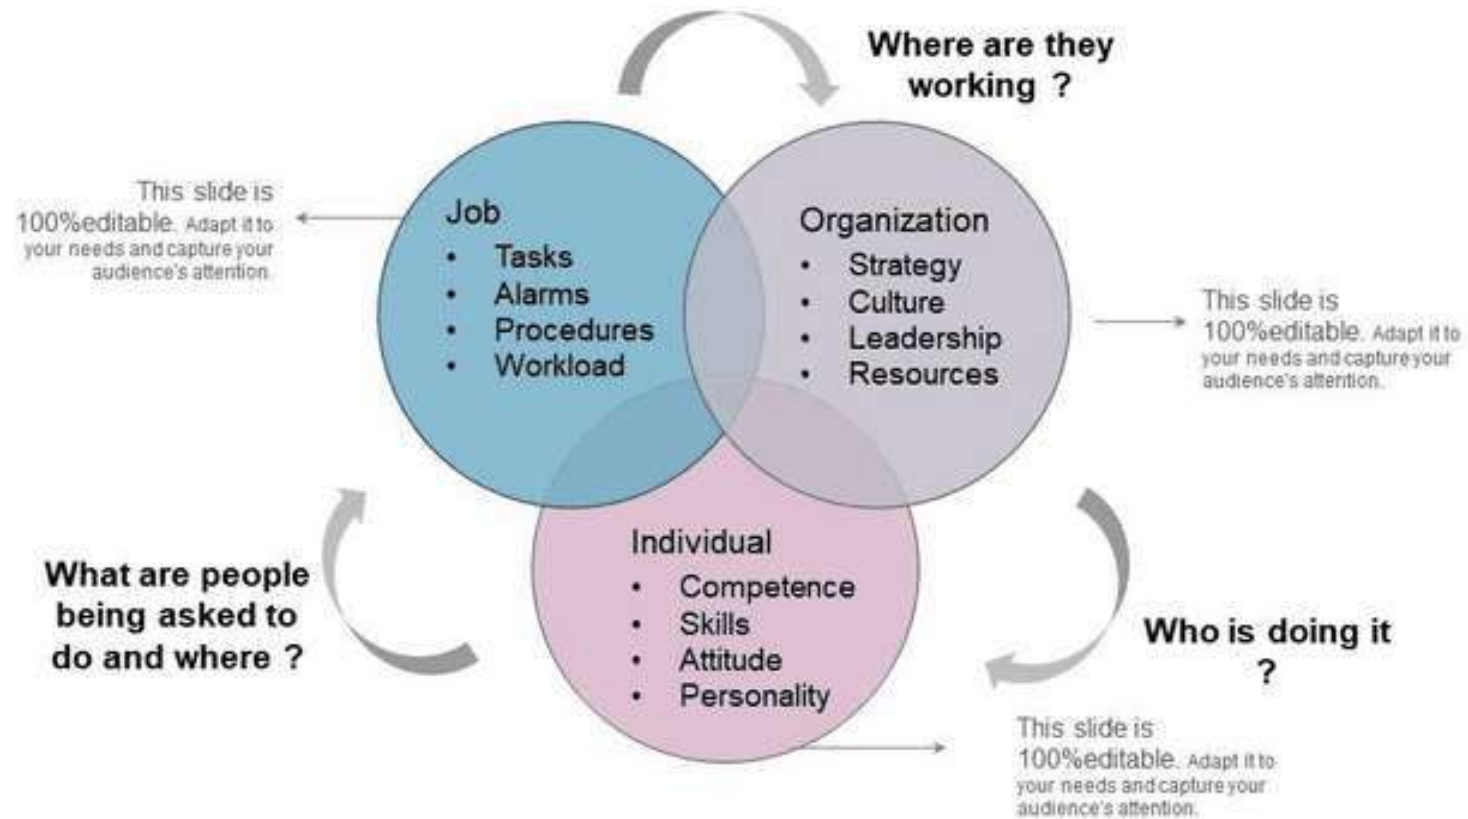 Where are they
working ?
This slide is
100%editable. Adapt it to
your needs and capture your
audience's attention.
Job
• Tasks
• Alarms
• Procedures
• Workload
Organization
• Strategy
• Culture
• Leadership
• Resources
This slide is
100%editable. Adapt it to
your needs and capture your
audience's attention.
What are people
being asked to
do and where ?
Individual
• Competence
• Skills
• Attitude
• Personality
Who is doing it
?
This slide is
100%editable. Adapt it to
your needs and capture your
audience's attention.